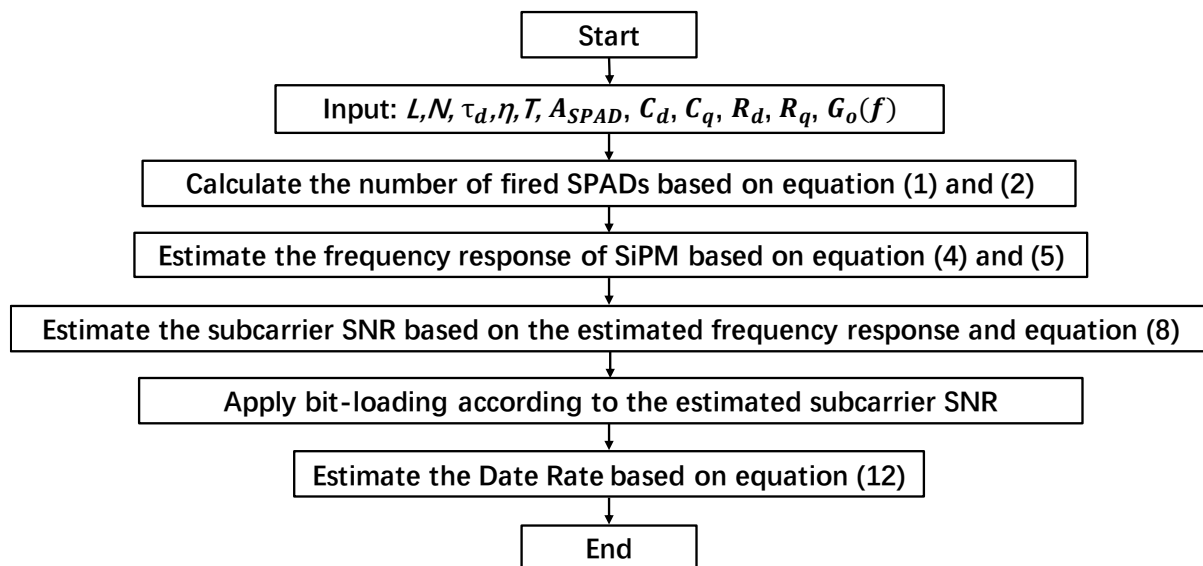 Start
Input: L,N, τd,η,T, ASPAD, Cd, Cq, Rd, Rq, Go(f)
Calculate the number of fired SPADs based on equation (1) and (2)
Estimate the frequency response of SiPM based on equation (4) and (5)
Estimate the subcarrier SNR based on the estimated frequency response and equation (8)
Apply bit-loading according to the estimated subcarrier SNR
Estimate the Date Rate based on equation (12)
End